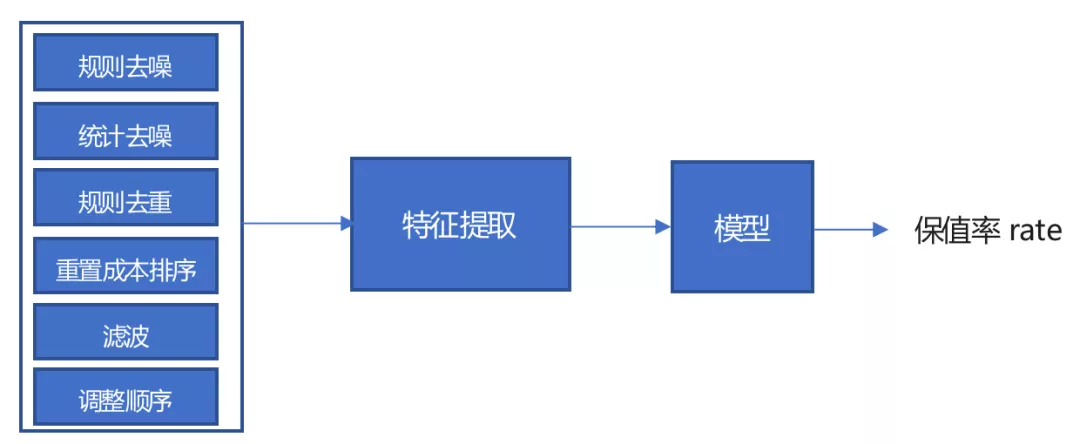 规则去噪
统计去噪
规则去重
重置成本排序
滤波
调整顺序
特征提取
模型
保值率 rate